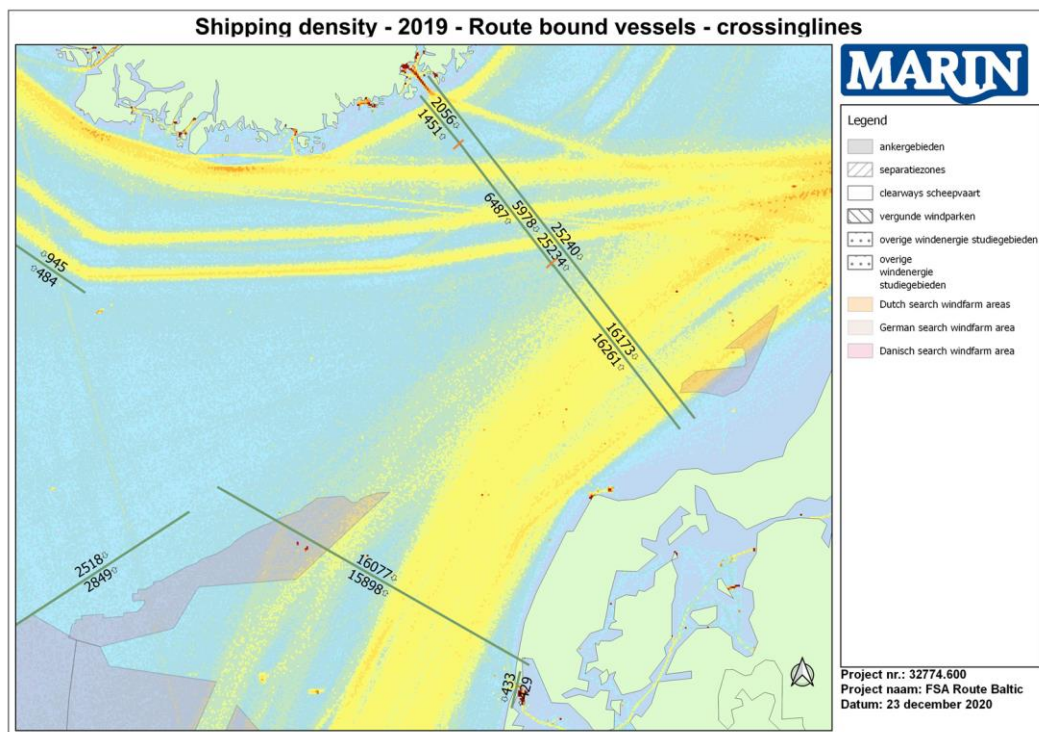 Shipping density - 2019 - Route bound vessels - crossinglines
MARIN
Legend
ankergebieden
separatiezones
clearways scheepvaart
vergunde windparken
overige windenergie studiegebieden
overige
windenergie
studiegebieden
Dutch search windfarm areas
German search windfarm area
Danisch search windfarm area
2056
1451
5978
6487
25240
25234
945
484
16173
16261
2518
2849
16077
15898
433
429
Project nr.: 32774.600
Project naam: FSA Route Baltic
Datum: 23 december 2020